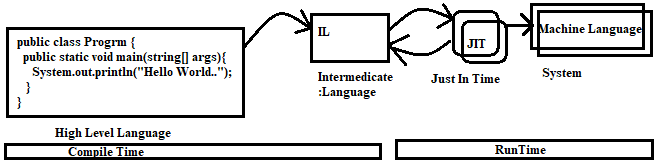 public class Progrm {
public static void main(string[] args){
System.out.println("Hello World..");
}
}
High Level Language
Compile Time
IL
Intermedicate
:Language
JIT
Just In Time
Machine Language
System
RunTime